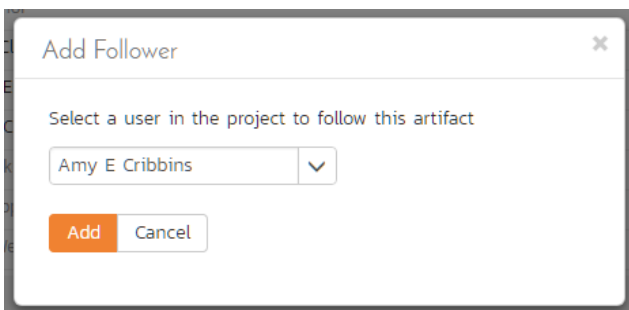 Add Follower
Select a user in the project to follow this artifact
Amy E Cribbins
Add Cancel